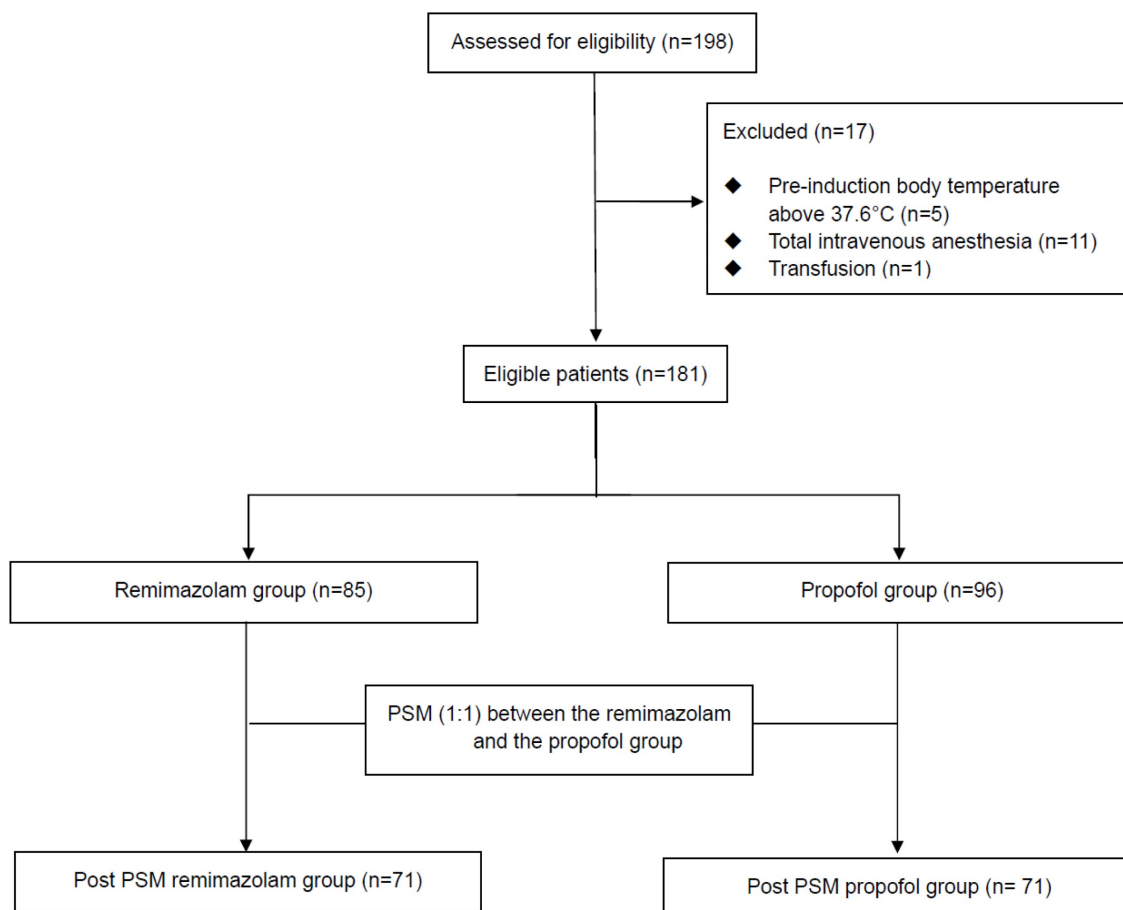 Assessed for eligibility (n=198)
Excluded (n=17)
◆ Pre-induction body temperature
above 37.6°C (n=5)
◆ Total intravenous anesthesia (n=11)
◆ Transfusion (n=1)
Eligible patients (n=181)
Remimazolam group (n=85)
Propofol group (n=96)
PSM (1:1) between the remimazolam
and the propofol group
Post PSM remimazolam group (n=71)
Post PSM propofol group (n= 71)